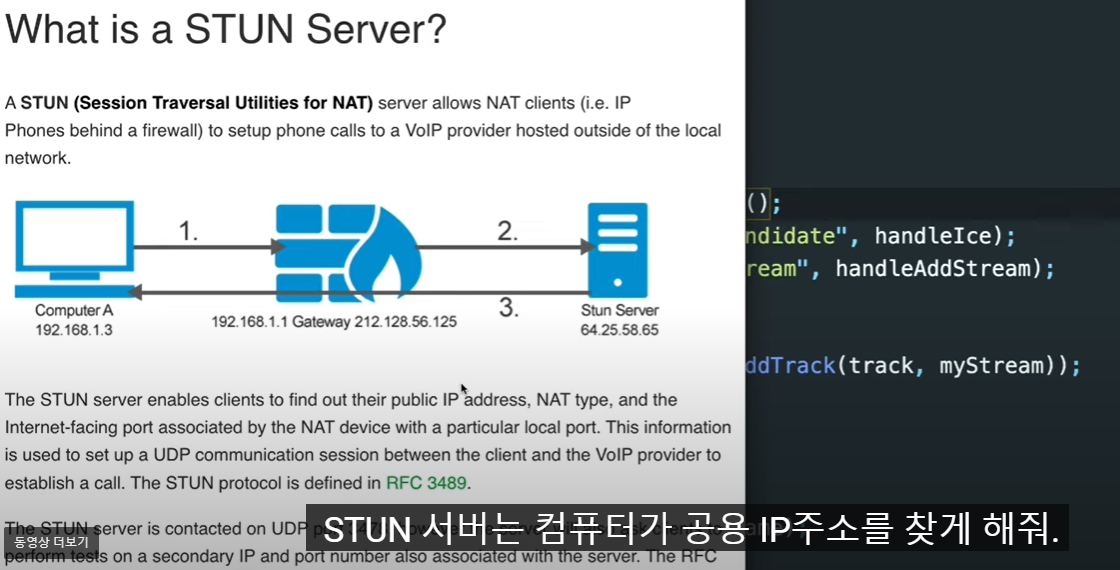 What is a STUN Server?
A STUN (Session Traversal Utilities for NAT) server allows NAT clients (i.e. IP
Phones behind a firewall) to setup phone calls to a VoIP provider hosted outside of the local
network.
1.
2.
3.
Computer A
192.168.1.3
192.168.1.1 Gateway 212.128.56.125
Stun Server
64.25.58.65
The STUN server enables clients to find out their public IP address, NAT type, and the
Internet-facing port associated by the NAT device with a particular local port. This information
is used to set up a UDP communication session between the client and the VoIP provider to
establish a call. The STUN protocol is defined in RFC 3489.
The STUN server is contacted on UDP
perform tests on a secondary IP and port number also associated with the server. The RFC
();
ndidate", handleIce);
ream", handleAddStream);
ddTrack(track, myStream));
동영상 더보기
STUN 서버는 컴퓨터가 공용 IP주소를 찾게 해줘.